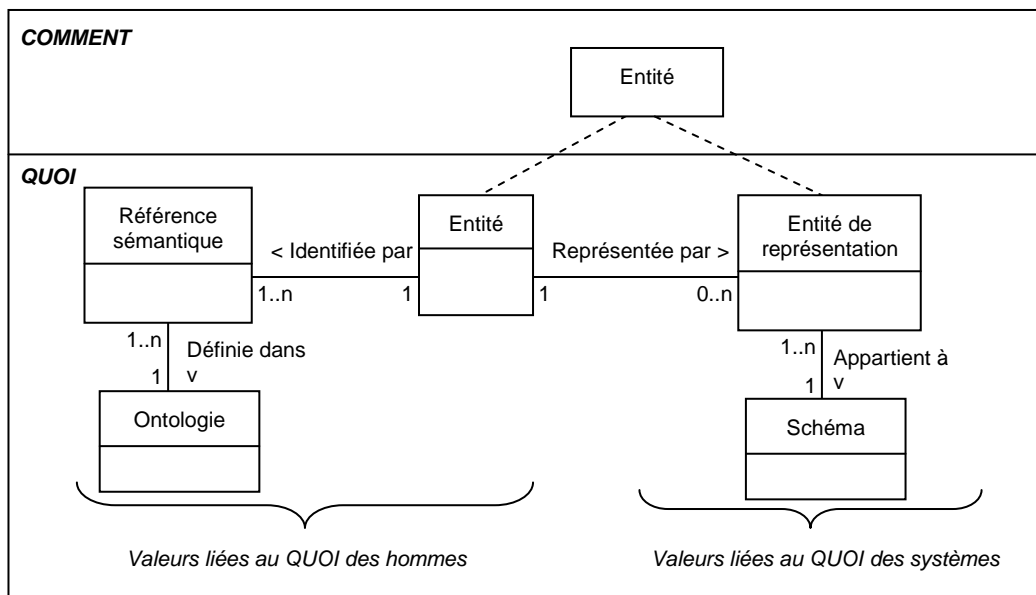 COMMENT
Entité
QUOI
Référence
sémantique
< Identifiée par
1..n
1
Entité
Représentée par >
1
0..n
Entité de
représentation
1..n
Définie dans
1
v
Ontologie
1..n
Appartient à
1
v
Schéma
Valeurs liées au QUOI des hommes
Valeurs liées au QUOI des systèmes